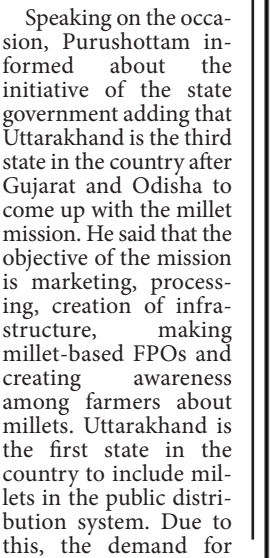 Speaking on the occa-
sion, Purushottam in-
formed about the
initiative of the state
government adding that
Uttarakhand is the third
state in the country after
Gujarat and Odisha to
come up with the millet
mission. He said that the
objective of the mission
is marketing, process-
ing, creation of infra-
structure, making
millet-based FPOs and
creating awareness
among farmers about
millets. Uttarakhand is
the first state in the
country to include mil-
lets in the public distri-
bution system. Due to
this, the demand for